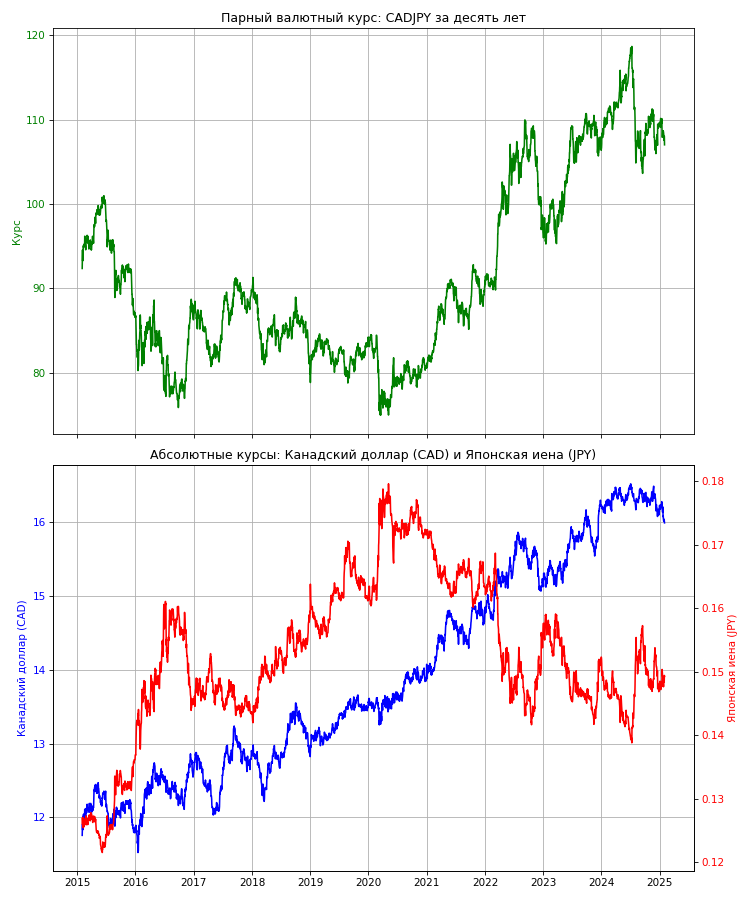 Парный валютный курс: CADJPY за десять лет
120
110
100
90
80
Курс
Абсолютные курсы: Канадский доллар (CAD) и Японская иена (JPY)
16
15
14
13
12
Канадский доллар (CAD)
0.18
0.17
0.16
0.15
0.14
0.13
0.12
Японская иена (JPY)
2015 2016 2017 2018 2019 2020 2021 2022 2023 2024 2025